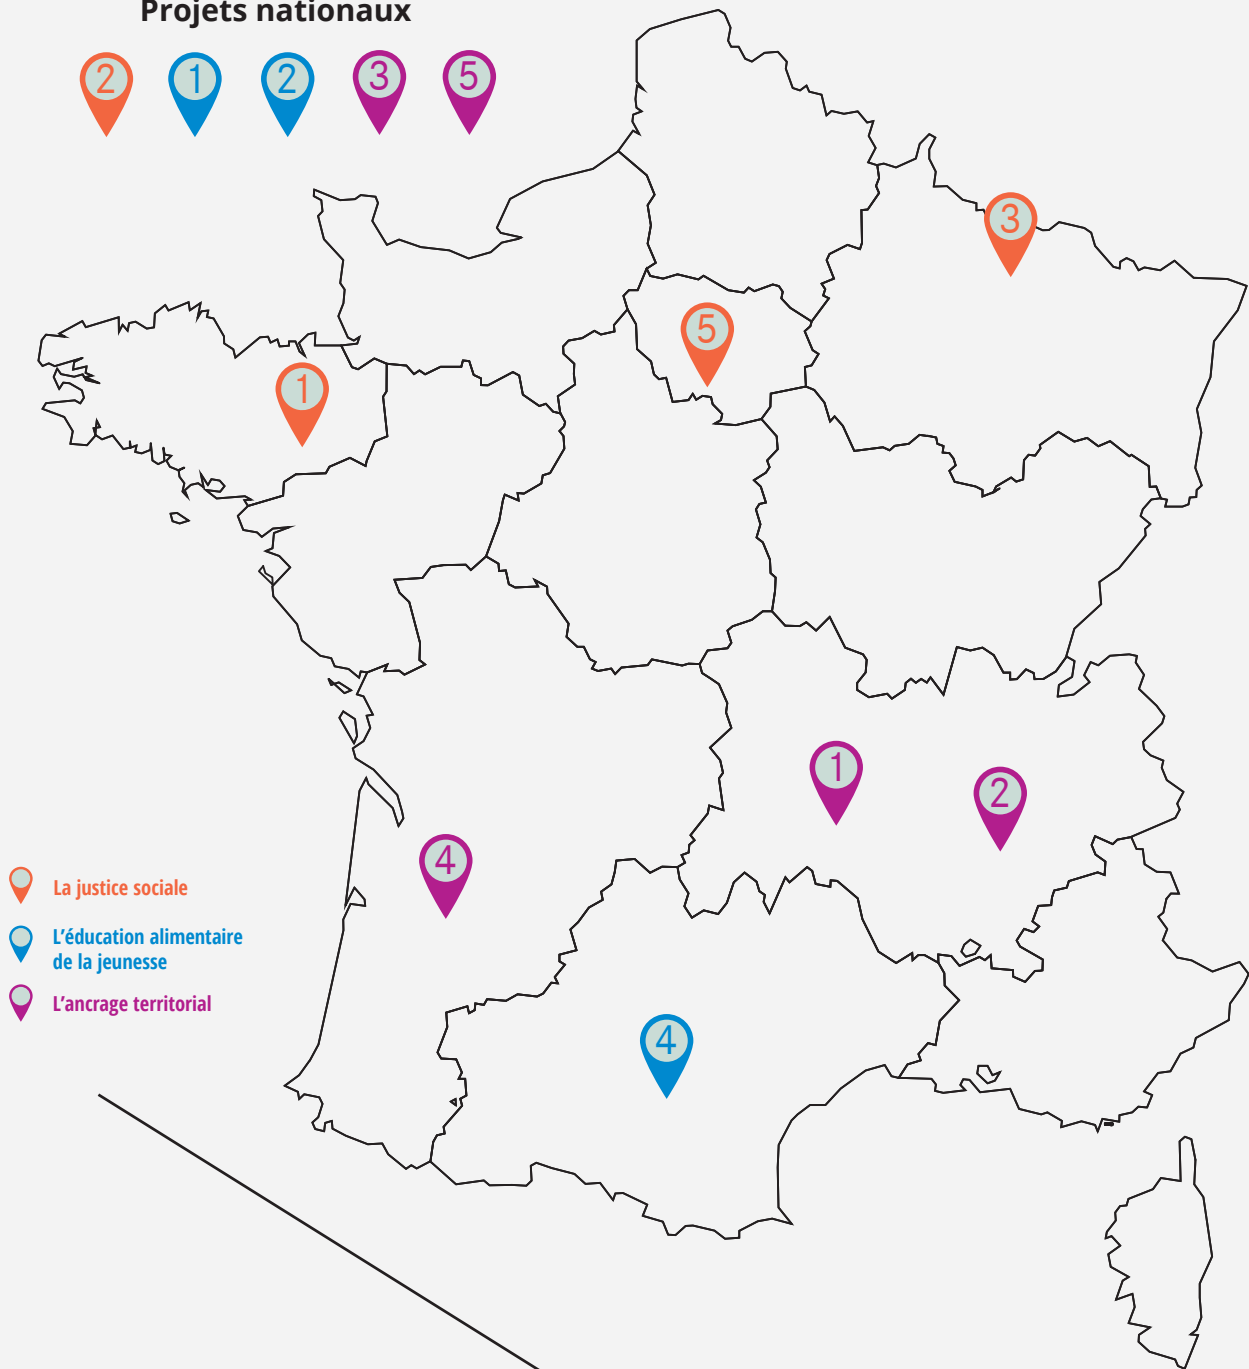 Projets nationaux
2 1 2 3 5
3
5
1
1
2
4
La justice sociale
L'éducation alimentaire
de la jeunesse
L'ancrage territorial
4